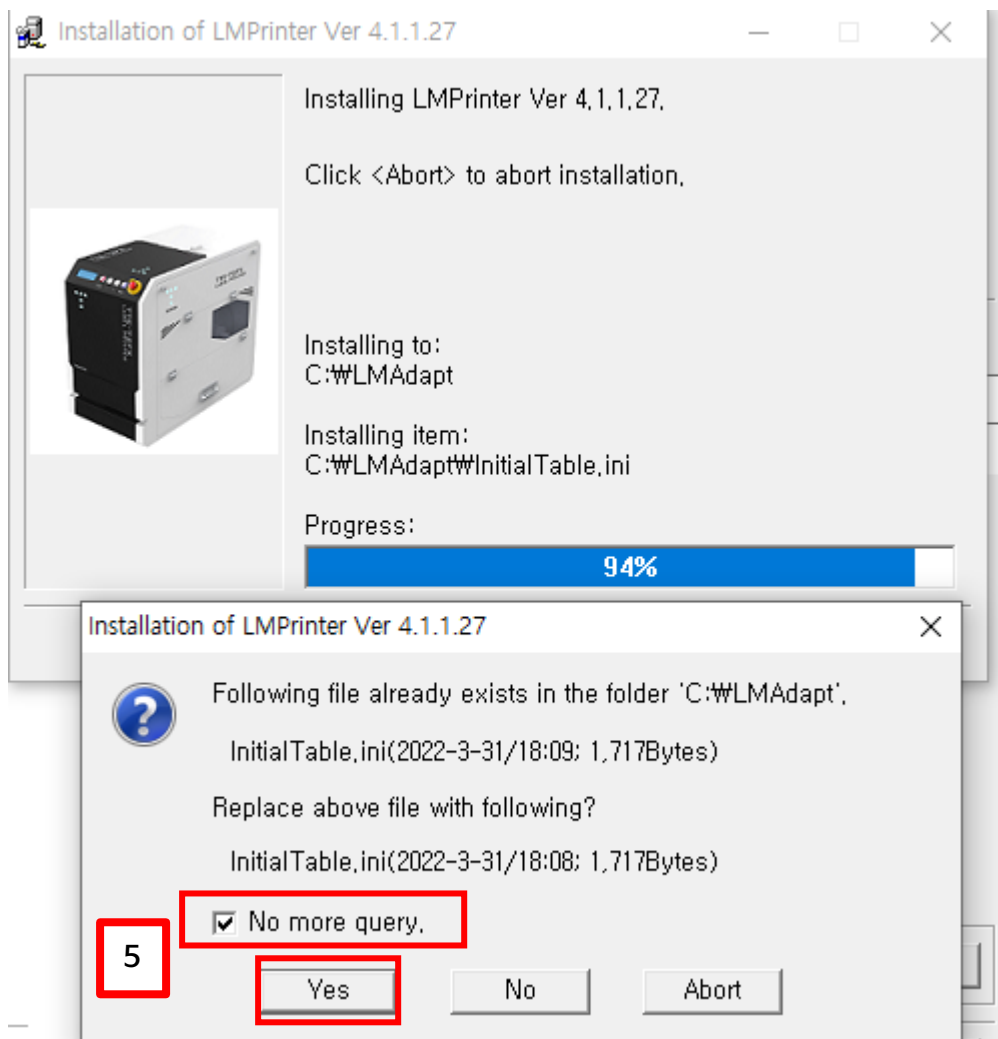 Installation of LMPrinter Ver 4.1.1.27
Installing LMPrinter Ver 4,1,1,27,
Click <Abort> to abort installation,
Installing to:
C:₩LMAdapt
Installing item:
C:₩LMAdapt₩InitialTable,ini
Progress:
94%
Installation of LMPrinter Ver 4.1.1.27
Following file already exists in the folder 'C:₩LMAdapt',
InitialTable,ini(2022-3-31/18:09; 1,717Bytes)
Replace above file with following?
InitialTable,ini(2022-3-31/18:08; 1,717Bytes)
No more query,
5
Yes No Abort